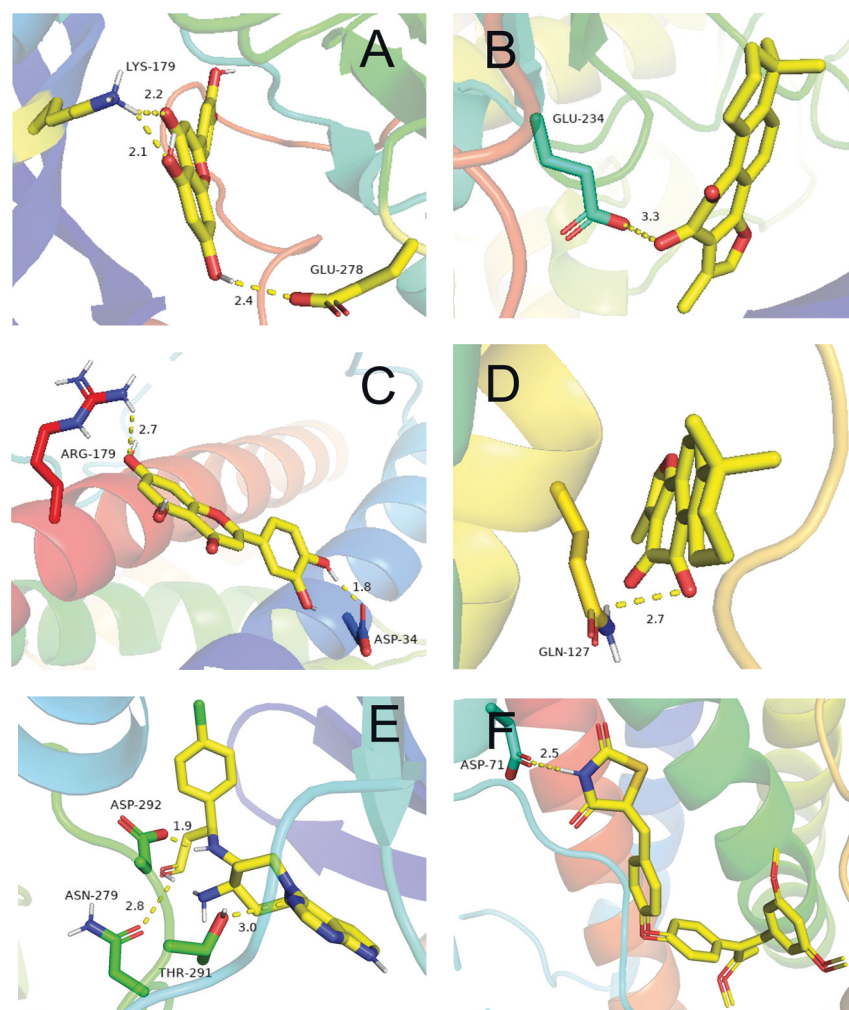 A
LYS-179
2.2
2.1
GLU-278
2.4
B
GLU-234
3.3
C
2.7
ARG-179
1.8
ASP-34
D
2.7
GLN-127
E
ASP-292
1.9
ASN-279
2.8
3.0
THR-291
F
2.5
ASP-71